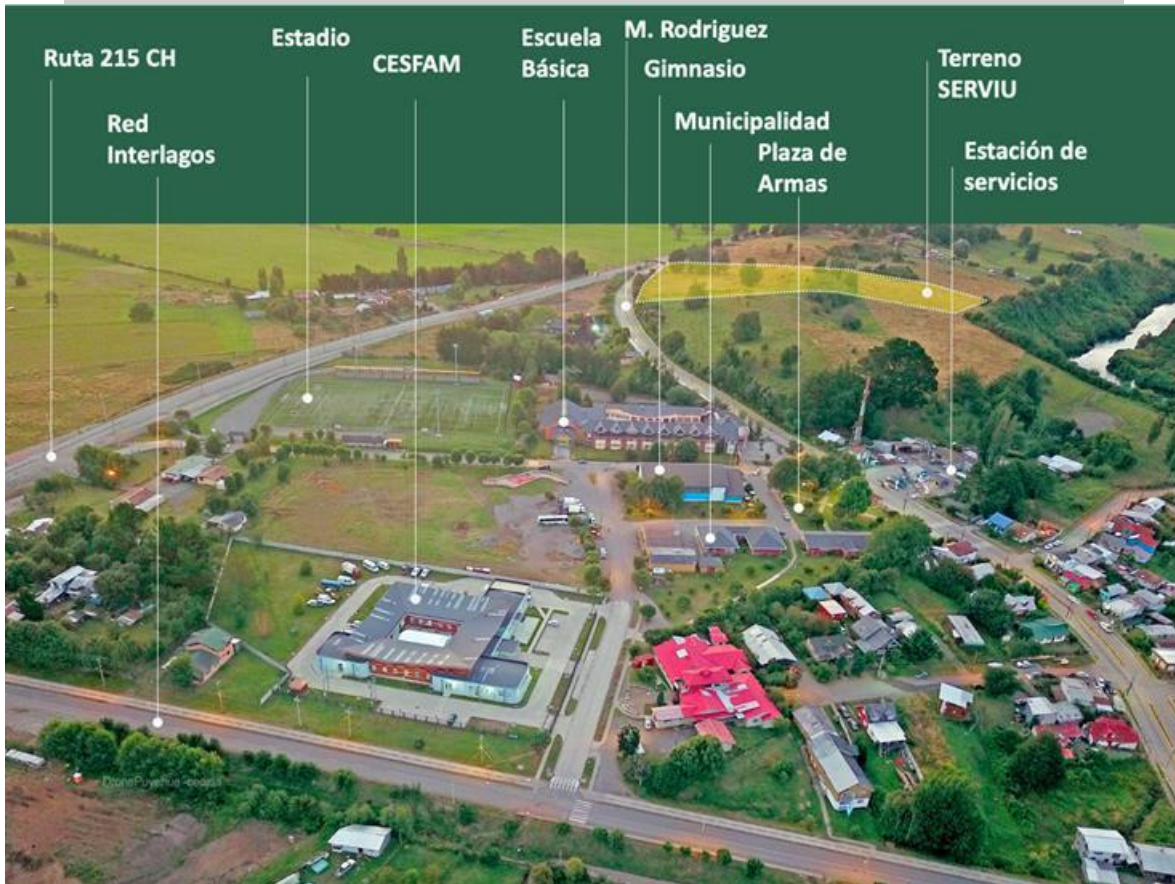 Ruta 215 CH
Estadio
CESFAM
Escuela
Básica
M. Rodriguez
Gimnasio
Terreno
SERVIU
Red
Interlagos
Municipalidad
Plaza de
Armas
Estación de
servicios